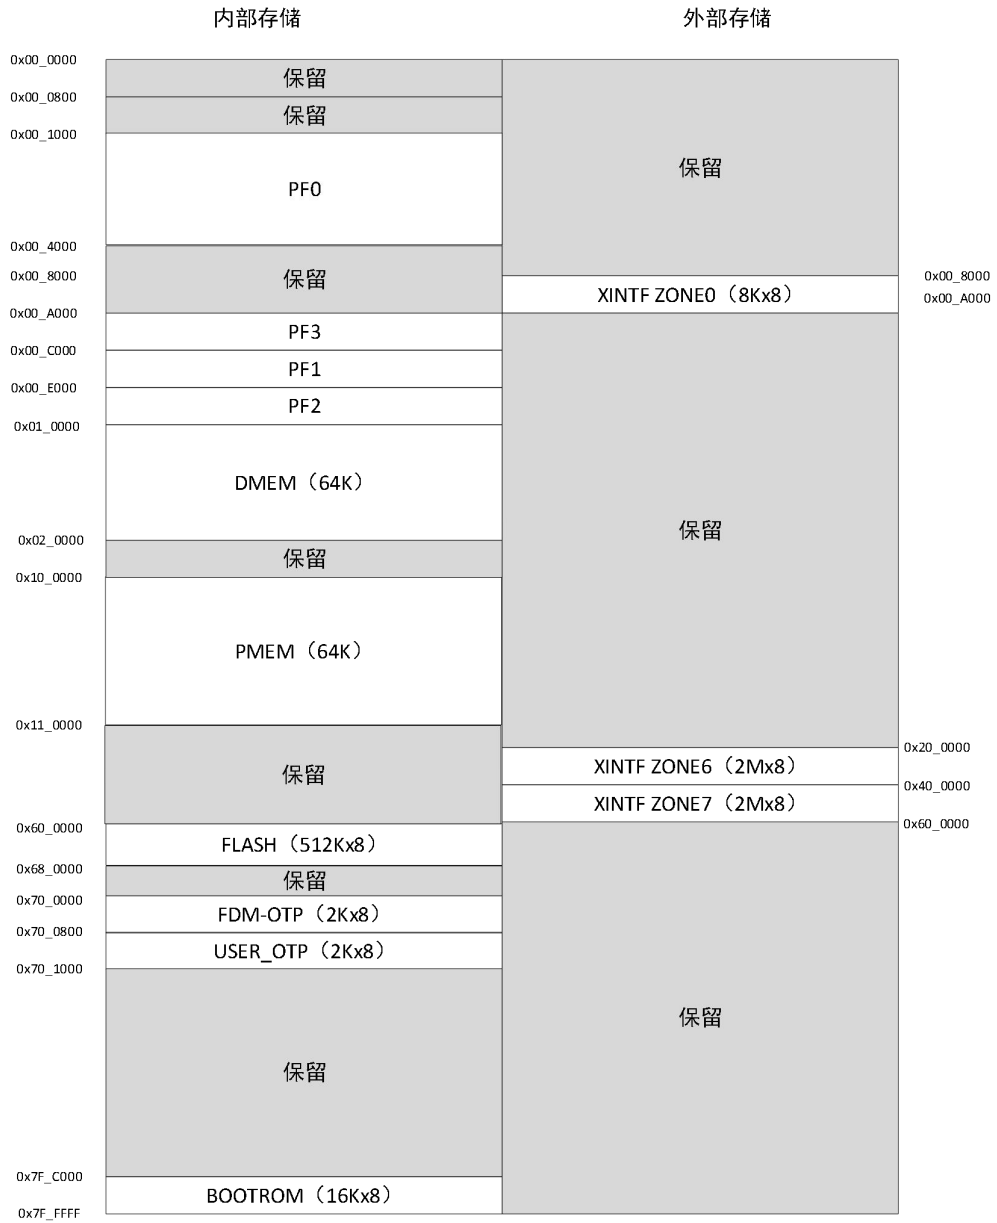 内部存储 外部存储
0x00_0000
保留
0x00_0800
保留
0x00_1000
保留
PF0
0x00_4000
0x00_8000 保留 0x00_8000
XINTF ZONE0（8Kx8） 0x00_A000
0x00_A000
PF3
0x00_C000
PF1
0x00_E000
PF2
0x01_0000
DMEM（64K）
保留
0x02_0000
保留
0x10_0000
PMEM（64K）
0x11_0000
0x20_0000
保留 XINTF ZONE6（2Mx8）
0x40_0000
XINTF ZONE7（2Mx8）
0x60_0000 0x60_0000
FLASH（512Kx8）
0x68_0000
保留
0x70_0000
FDM-OTP（2Kx8）
0x70_0800
USER_OTP（2Kx8）
0x70_1000
保留
保留
0x7F_C000
BOOTROM（16Kx8）
0x7F_FFFF